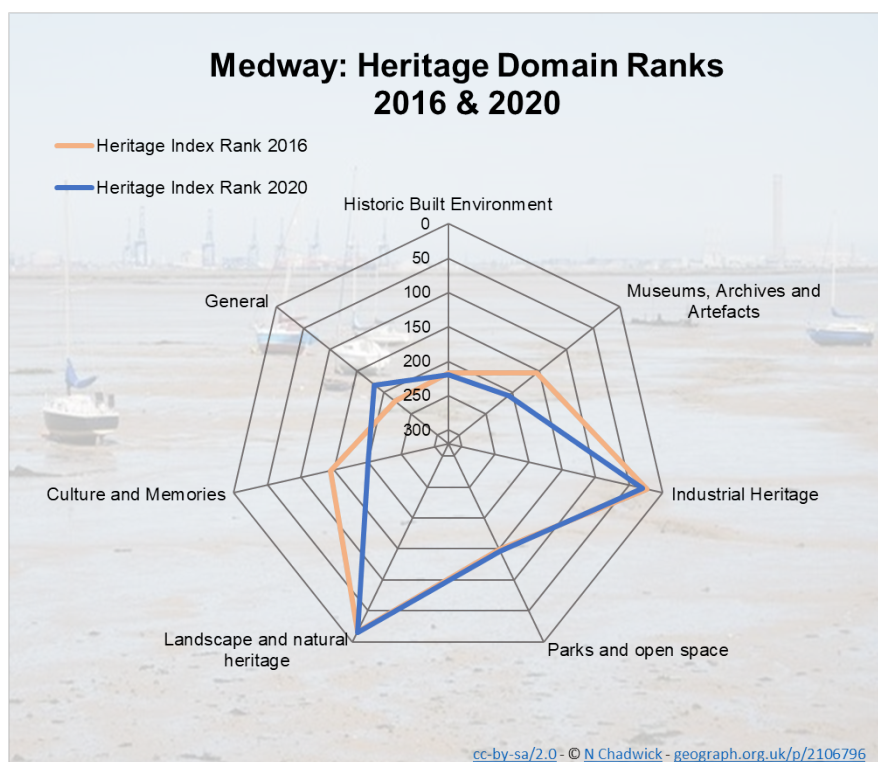 Medway: Heritage Domain Ranks
2016 & 2020
Heritage Index Rank 2016
Heritage Index Rank 2020
Historic Built Environment
0
50
100
150
200
250
300
Museums, Archives and
Artefacts
Industrial Heritage
Parks and open space
Landscape and natural
heritage
Culture and Memories
General
cc-by-sa/2.0 - © N Chadwick - geograph.org.uk/p/2106796